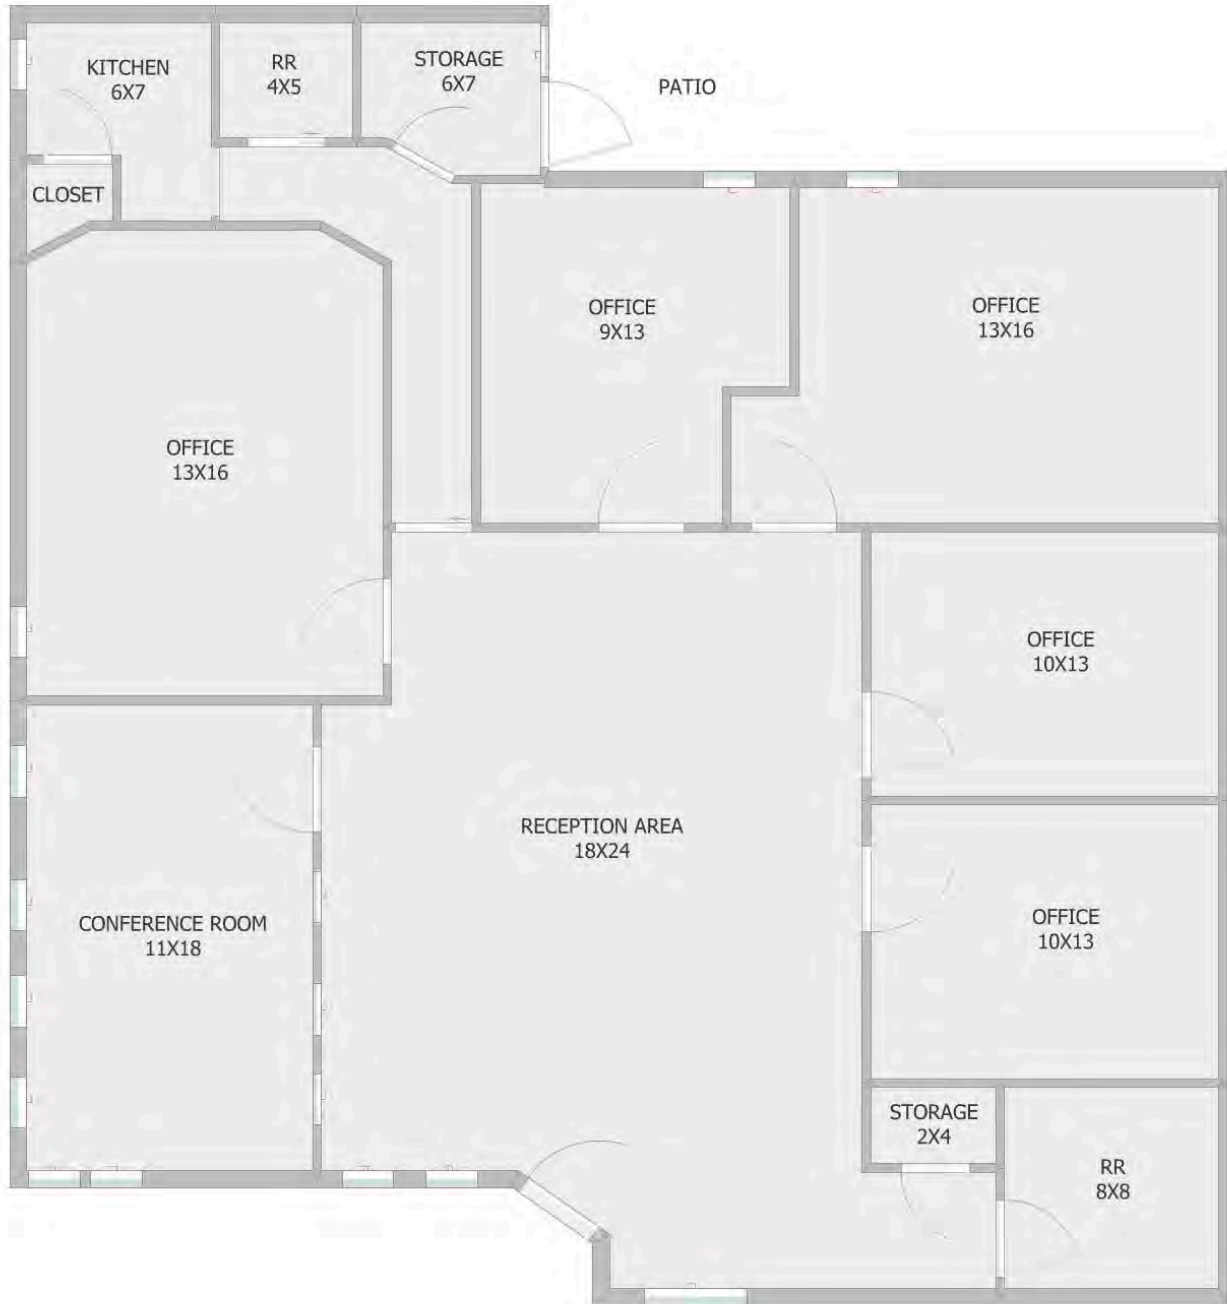 KITCHEN
6X7
RR
4X5
STORAGE
6X7
PATIO
CLOSET
OFFICE
9X13
OFFICE
13X16
OFFICE
13X16
OFFICE
10X13
RECEPTION AREA
18X24
CONFERENCE ROOM
11X18
OFFICE
10X13
STORAGE
2X4
RR
8X8